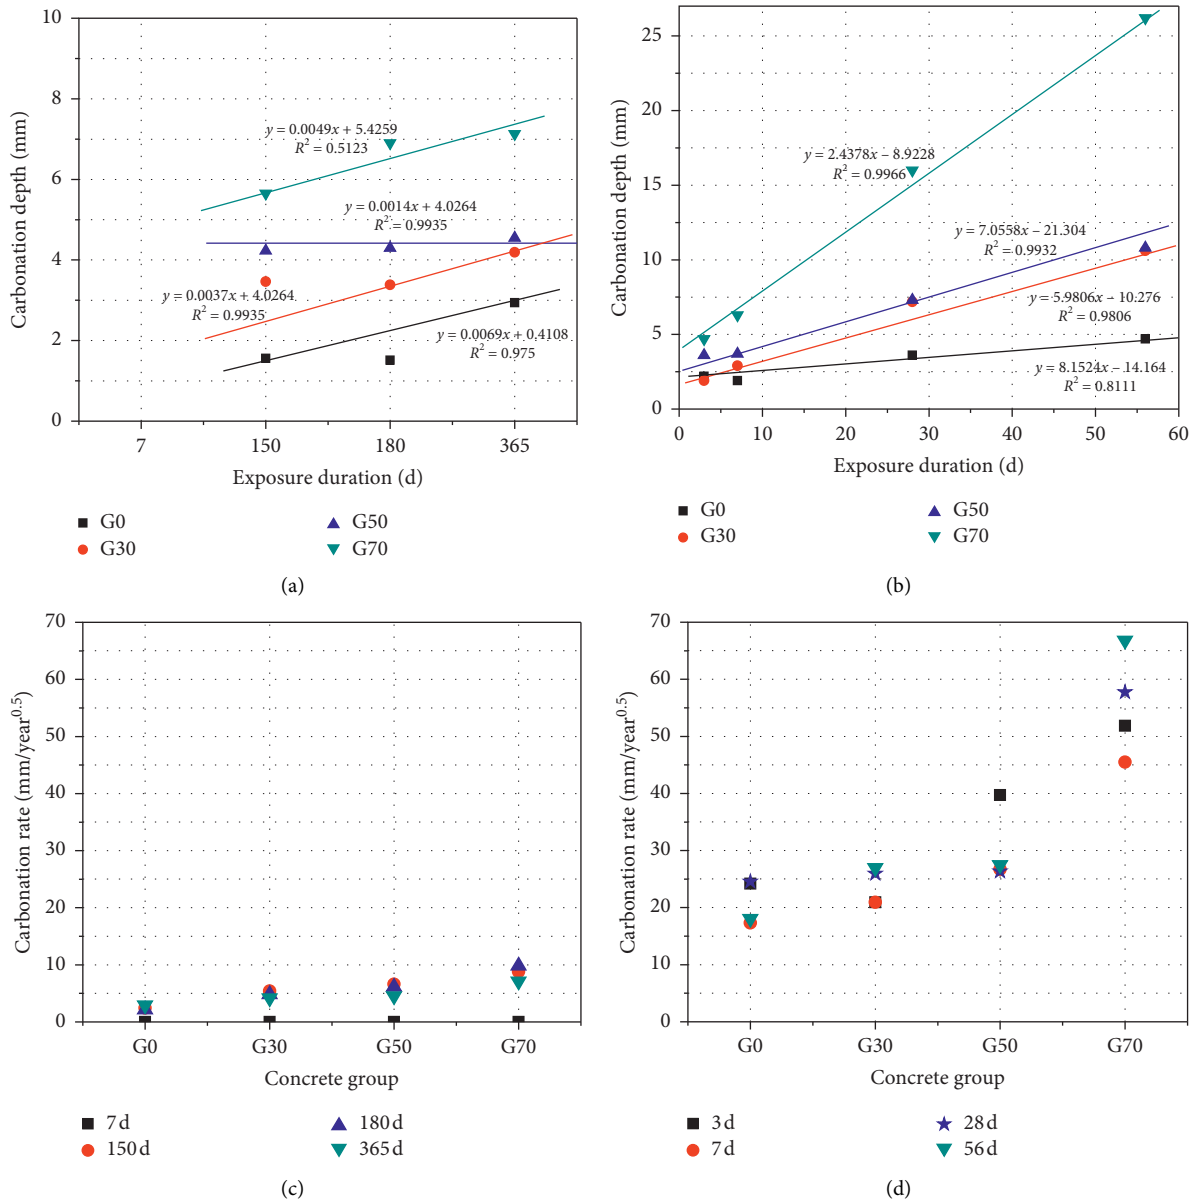 10
8
6
4
2
0
Carbonation depth (mm)
y = 0.0049x + 5.4259
R² = 0.5123
y = 0.0014x + 4.0264
R² = 0.9935
y = 0.0037x + 4.0264
R² = 0.9935
y = 0.0069x + 0.4108
R² = 0.975
7 150 180 365
Exposure duration (d)
G0 G50
G30 G70
(a)
25
20
15
10
5
0
Carbonation depth (mm)
y = 2.4378x − 8.9228
R² = 0.9966
y = 7.0558x − 21.304
R² = 0.9932
y = 5.9806x − 10.276
R² = 0.9806
y = 8.1524x − 14.164
R² = 0.8111
0 10 20 30 40 50 60
Exposure duration (d)
G0 G50
G30 G70
(b)
70
60
50
40
30
20
10
0
Carbonation rate (mm/year^0.5)
G0 G30 G50 G70
Concrete group
7 d 180 d
150 d 365 d
(c)
70
60
50
40
30
20
10
0
Carbonation rate (mm/year^0.5)
G0 G30 G50 G70
Concrete group
3 d 28 d
7 d 56 d
(d)